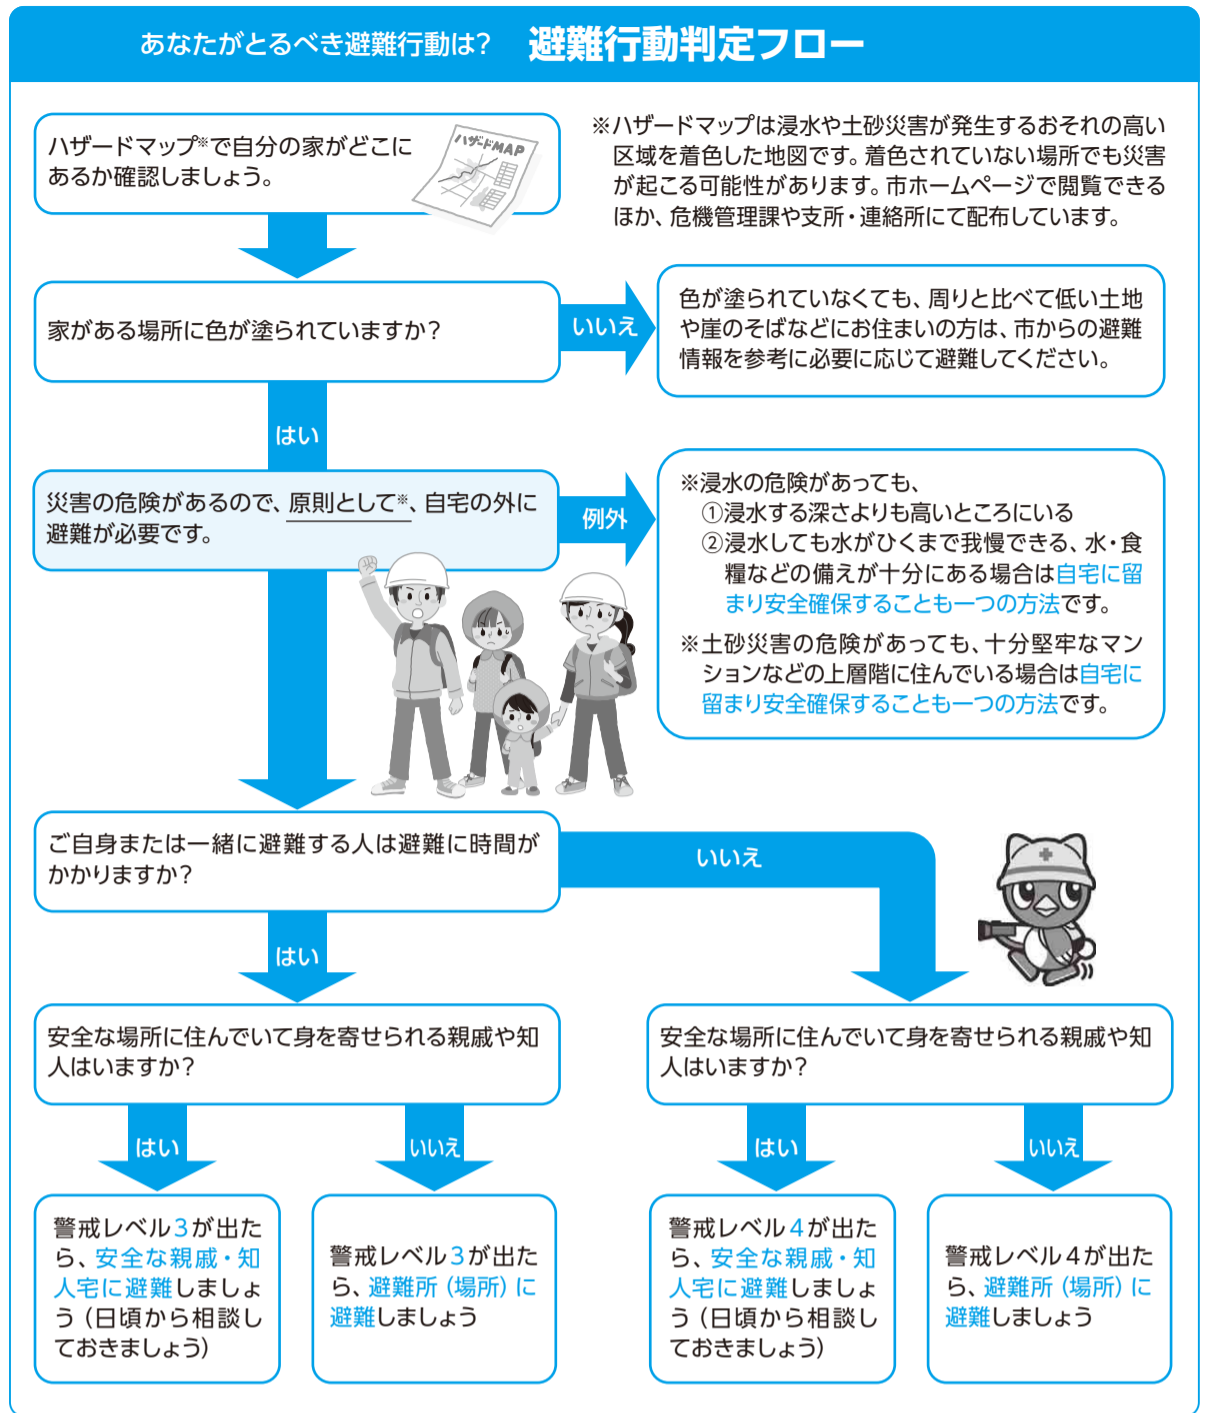 あなたがとるべき避難行動は？ 避難行動判定フロー
ハザードマップ※で自分の家がどこに
あるか確認しましょう。
ハザードMAP
※ハザードマップは浸水や土砂災害が発生するおそれの高い
区域を着色した地図です。着色されていない場所でも災害
が起こる可能性があります。市ホームページで閲覧できる
ほか、危機管理課や支所・連絡所にて配布しています。
家がある場所に色が塗られていますか？
いいえ
色が塗られていなくても、周りと比べて低い土地
や崖のそばなどにお住まいの方は、市からの避難
情報を参考に必要に応じて避難してください。
はい
災害の危険があるので、原則として※、自宅の外に
避難が必要です。
例外
※浸水の危険があっても、
①浸水する深さよりも高いところにいる
②浸水しても水がひくまで我慢できる、水・食
糧などの備えが十分にある場合は自宅に留
まり安全確保することも一つの方法です。
※土砂災害の危険があっても、十分堅牢なマン
ションなどの上層階に住んでいる場合は自宅に
留まり安全確保することも一つの方法です。
ご自身または一緒に避難する人は避難に時間が
かかりますか？
いいえ
はい
安全な場所に住んでいて身を寄せられる親戚や知
人はいますか？
安全な場所に住んでいて身を寄せられる親戚や知
人はいますか？
はい
いいえ
はい
いいえ
警戒レベル3が出た
ら、安全な親戚・知
人宅に避難しましょ
う（日頃から相談し
ておきましょう）
警戒レベル3が出た
ら、避難所（場所）に
避難しましょう
警戒レベル4が出た
ら、安全な親戚・知
人宅に避難しましょ
う（日頃から相談し
ておきましょう）
警戒レベル4が出た
ら、避難所（場所）に
避難しましょう